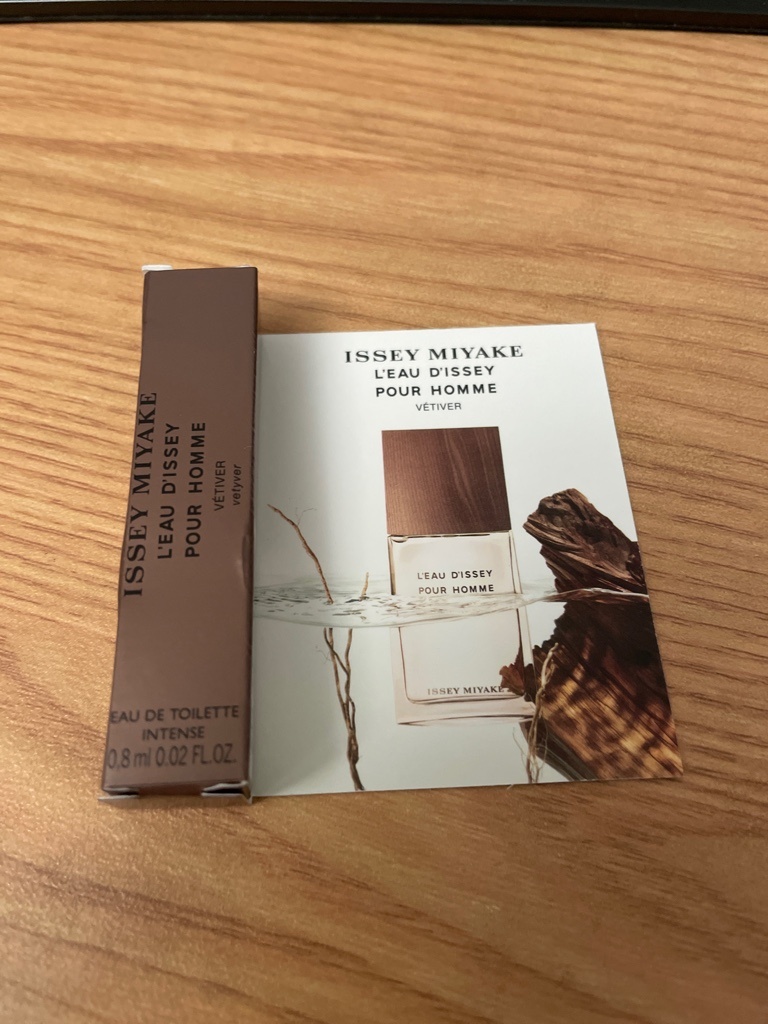 ISSEY MIYAKE
L'EAU D'ISSEY
POUR HOMME
VÉTIVER
vetyver
EAU DE TOILETTE
INTENSE
0,8 ml 0.02 FL.OZ.
ISSEY MIYAKE
L'EAU D'ISSEY
POUR HOMME
VÉTIVER
L'EAU D'ISSEY
POUR HOMME
ISSEY MIYAKE